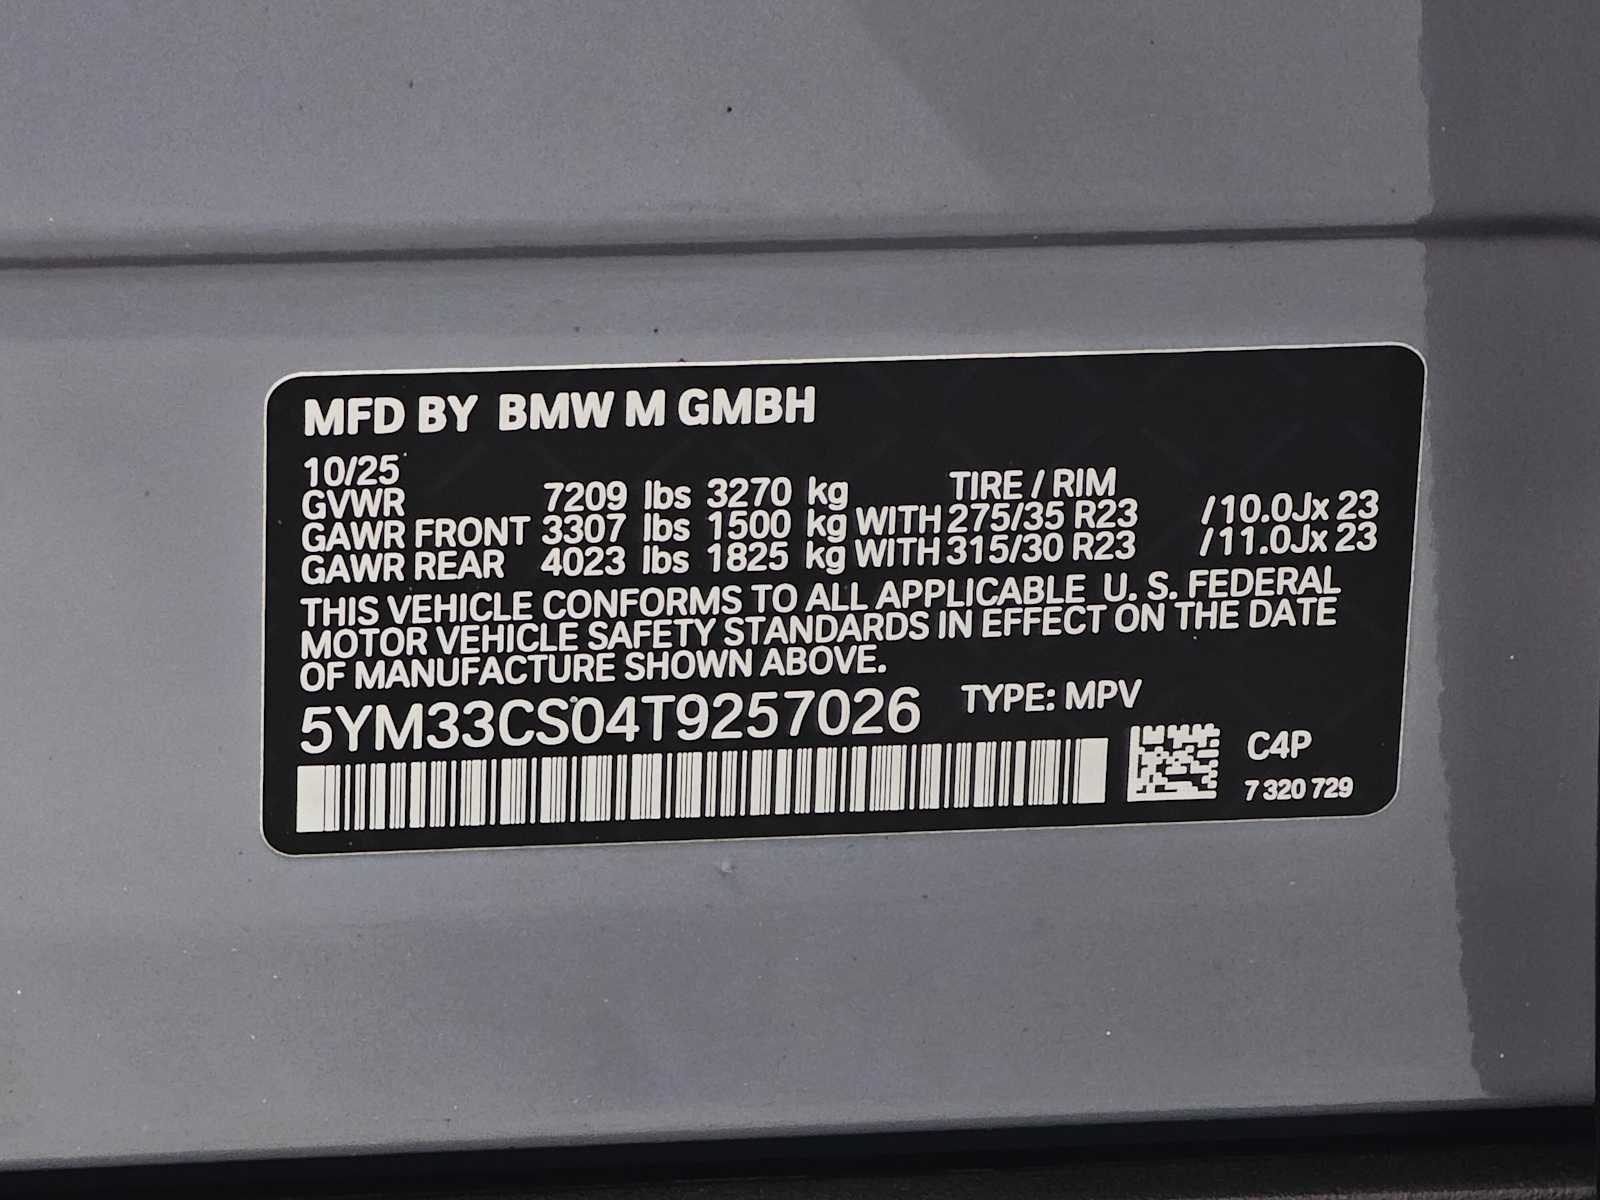 MFD BY BMW M GMBH
10/25
GVWR 7209 lbs 3270 kg TIRE / RIM
GAWR FRONT 3307 lbs 1500 kg WITH 275/35 R23 /10.0Jx 23
GAWR REAR 4023 lbs 1825 kg WITH 315/30 R23 /11.0Jx 23
THIS VEHICLE CONFORMS TO ALL APPLICABLE U. S. FEDERAL
MOTOR VEHICLE SAFETY STANDARDS IN EFFECT ON THE DATE
OF MANUFACTURE SHOWN ABOVE.
5YM33CS04T9257026 TYPE: MPV
C4P
7 320 729